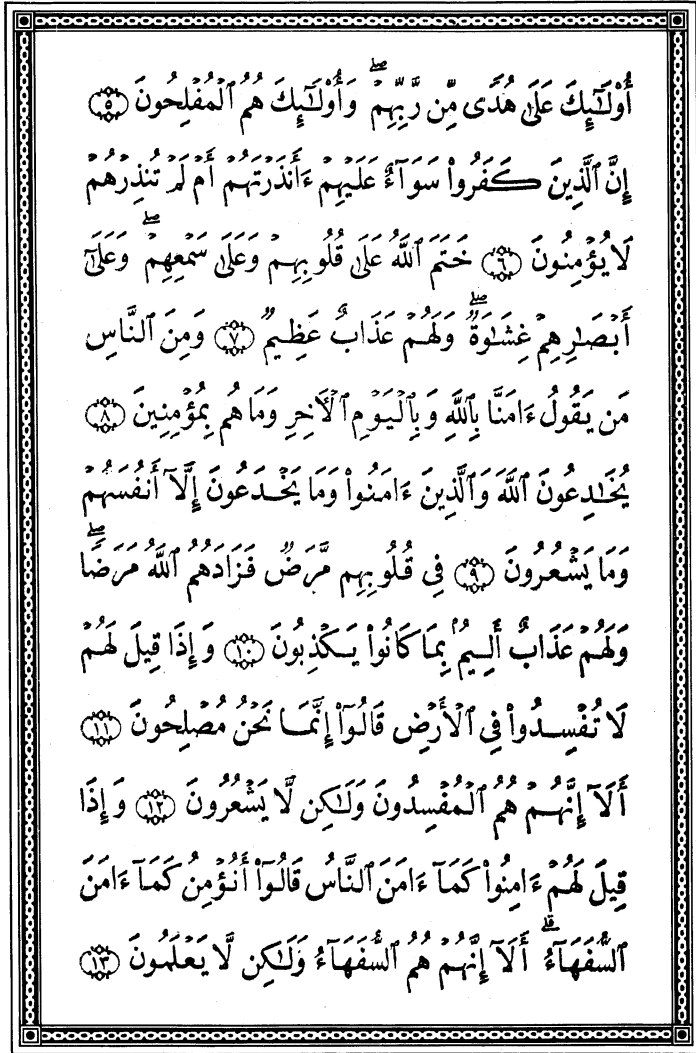 أُوْلَـٰٓئِكَ عَلَىٰ هُدًى مِّن رَّبِّهِمْۖ وَأُوْلَـٰٓئِكَ هُمُ ٱلْمُفْلِحُونَ ۝٥
إِنَّ ٱلَّذِينَ كَفَرُواْ سَوَآءٌ عَلَيْهِمْ ءَأَنذَرْتَهُمْ أَمْ لَمْ تُنذِرْهُمْ
لَا يُؤْمِنُونَ ۝٦ خَتَمَ ٱللَّهُ عَلَىٰ قُلُوبِهِمْ وَعَلَىٰ سَمْعِهِمْۖ وَعَلَىٰٓ
أَبْصَـٰرِهِمْ غِشَـٰوَةٌۖ وَلَهُمْ عَذَابٌ عَظِيمٌ ۝٧ وَمِنَ ٱلنَّاسِ
مَن يَقُولُ ءَامَنَّا بِٱللَّهِ وَبِٱلْيَوْمِ ٱلْأَخِرِ وَمَا هُم بِمُؤْمِنِينَ ۝٨
يُخَـٰدِعُونَ ٱللَّهَ وَٱلَّذِينَ ءَامَنُواْ وَمَا يَخْدَعُونَ إِلَّآ أَنفُسَهُمْ
وَمَا يَشْعُرُونَ ۝٩ فِى قُلُوبِهِم مَّرَضٌ فَزَادَهُمُ ٱللَّهُ مَرَضًاۖ
وَلَهُمْ عَذَابٌ أَلِيمٌۢ بِمَا كَانُواْ يَكْذِبُونَ ۝١٠ وَإِذَا قِيلَ لَهُمْ
لَا تُفْسِدُواْ فِى ٱلْأَرْضِ قَالُوٓاْ إِنَّمَا نَحْنُ مُصْلِحُونَ ۝١١
أَلَآ إِنَّهُمْ هُمُ ٱلْمُفْسِدُونَ وَلَـٰكِن لَّا يَشْعُرُونَ ۝١٢ وَإِذَا
قِيلَ لَهُمْ ءَامِنُواْ كَمَآ ءَامَنَ ٱلنَّاسُ قَالُوٓاْ أَنُؤْمِنُ كَمَآ ءَامَنَ
ٱلسُّفَهَآءُۗ أَلَآ إِنَّهُمْ هُمُ ٱلسُّفَهَآءُ وَلَـٰكِن لَّا يَعْلَمُونَ ۝١٣